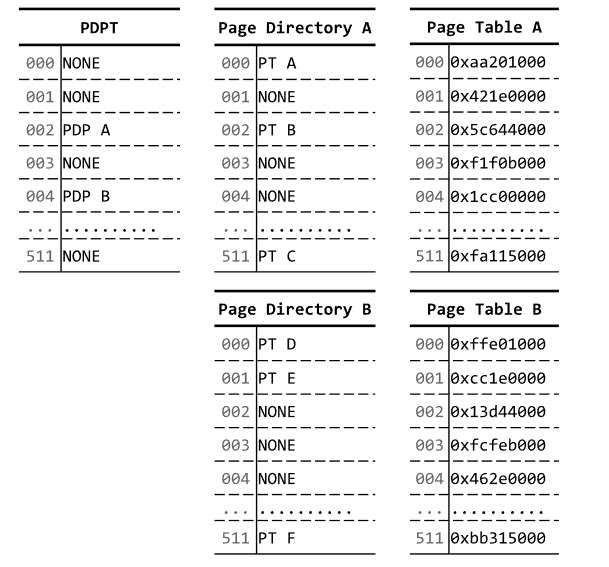 PDPT
000 NONE
001 NONE
002 PDP A
003 NONE
004 PDP B
... ..........
511 NONE
Page Directory A
000 PT A
001 NONE
002 PT B
003 NONE
004 NONE
... ..........
511 PT C
Page Table A
000 0xaa201000
001 0x421e0000
002 0x5c644000
003 0xf1f0b000
004 0x1cc00000
... ..........
511 0xfa115000
Page Directory B
000 PT D
001 PT E
002 NONE
003 NONE
004 NONE
... ..........
511 PT F
Page Table B
000 0xffe01000
001 0xcc1e0000
002 0x13d44000
003 0xfcfeb000
004 0x462e0000
... ..........
511 0xbb315000